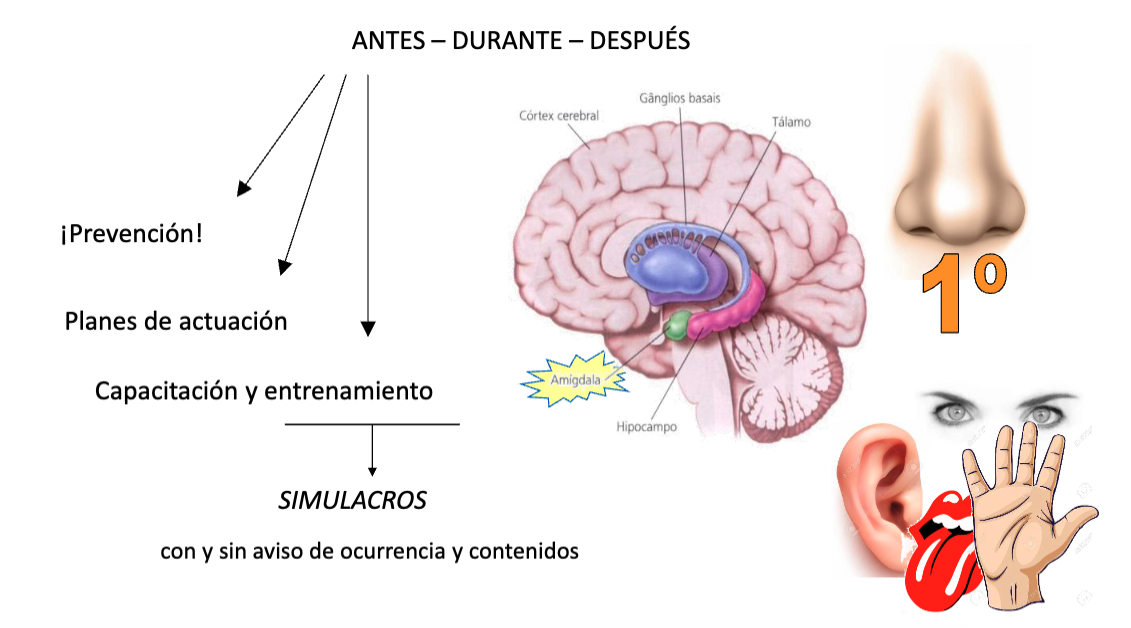 ANTES – DURANTE – DESPUÉS
¡Prevención!
Planes de actuación
Capacitación y entrenamiento
SIMULACROS
con y sin aviso de ocurrencia y contenidos
Gânglios basais
Córtex cerebral
Tálamo
Amígdala
Hipocampo
1º